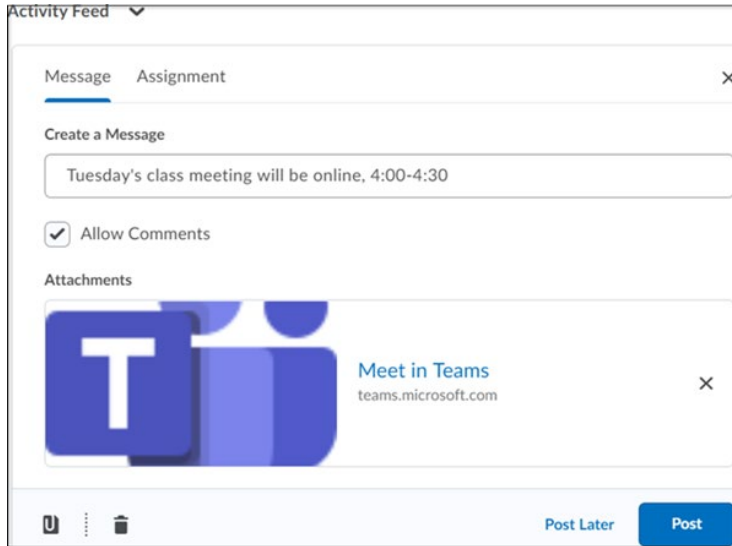 Activity Feed
Message Assignment
Create a Message
Tuesday's class meeting will be online, 4:00-4:30
Allow Comments
Attachments
T
Meet in Teams
teams.microsoft.com
Post Later Post